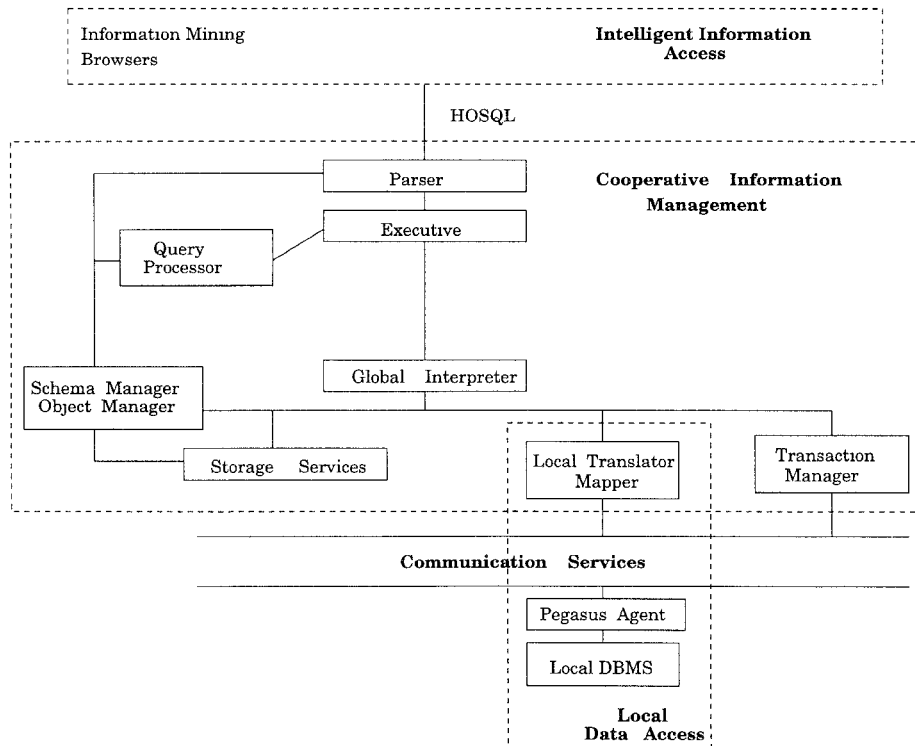 Information Mining
Browsers
Intelligent Information
Access
HOSQL
Parser
Cooperative Information
Management
Executive
Query
Processor
Global Interpreter
Schema Manager
Object Manager
Storage Services
Local Translator
Mapper
Transaction
Manager
Communication Services
Pegasus Agent
Local DBMS
Local
Data Access